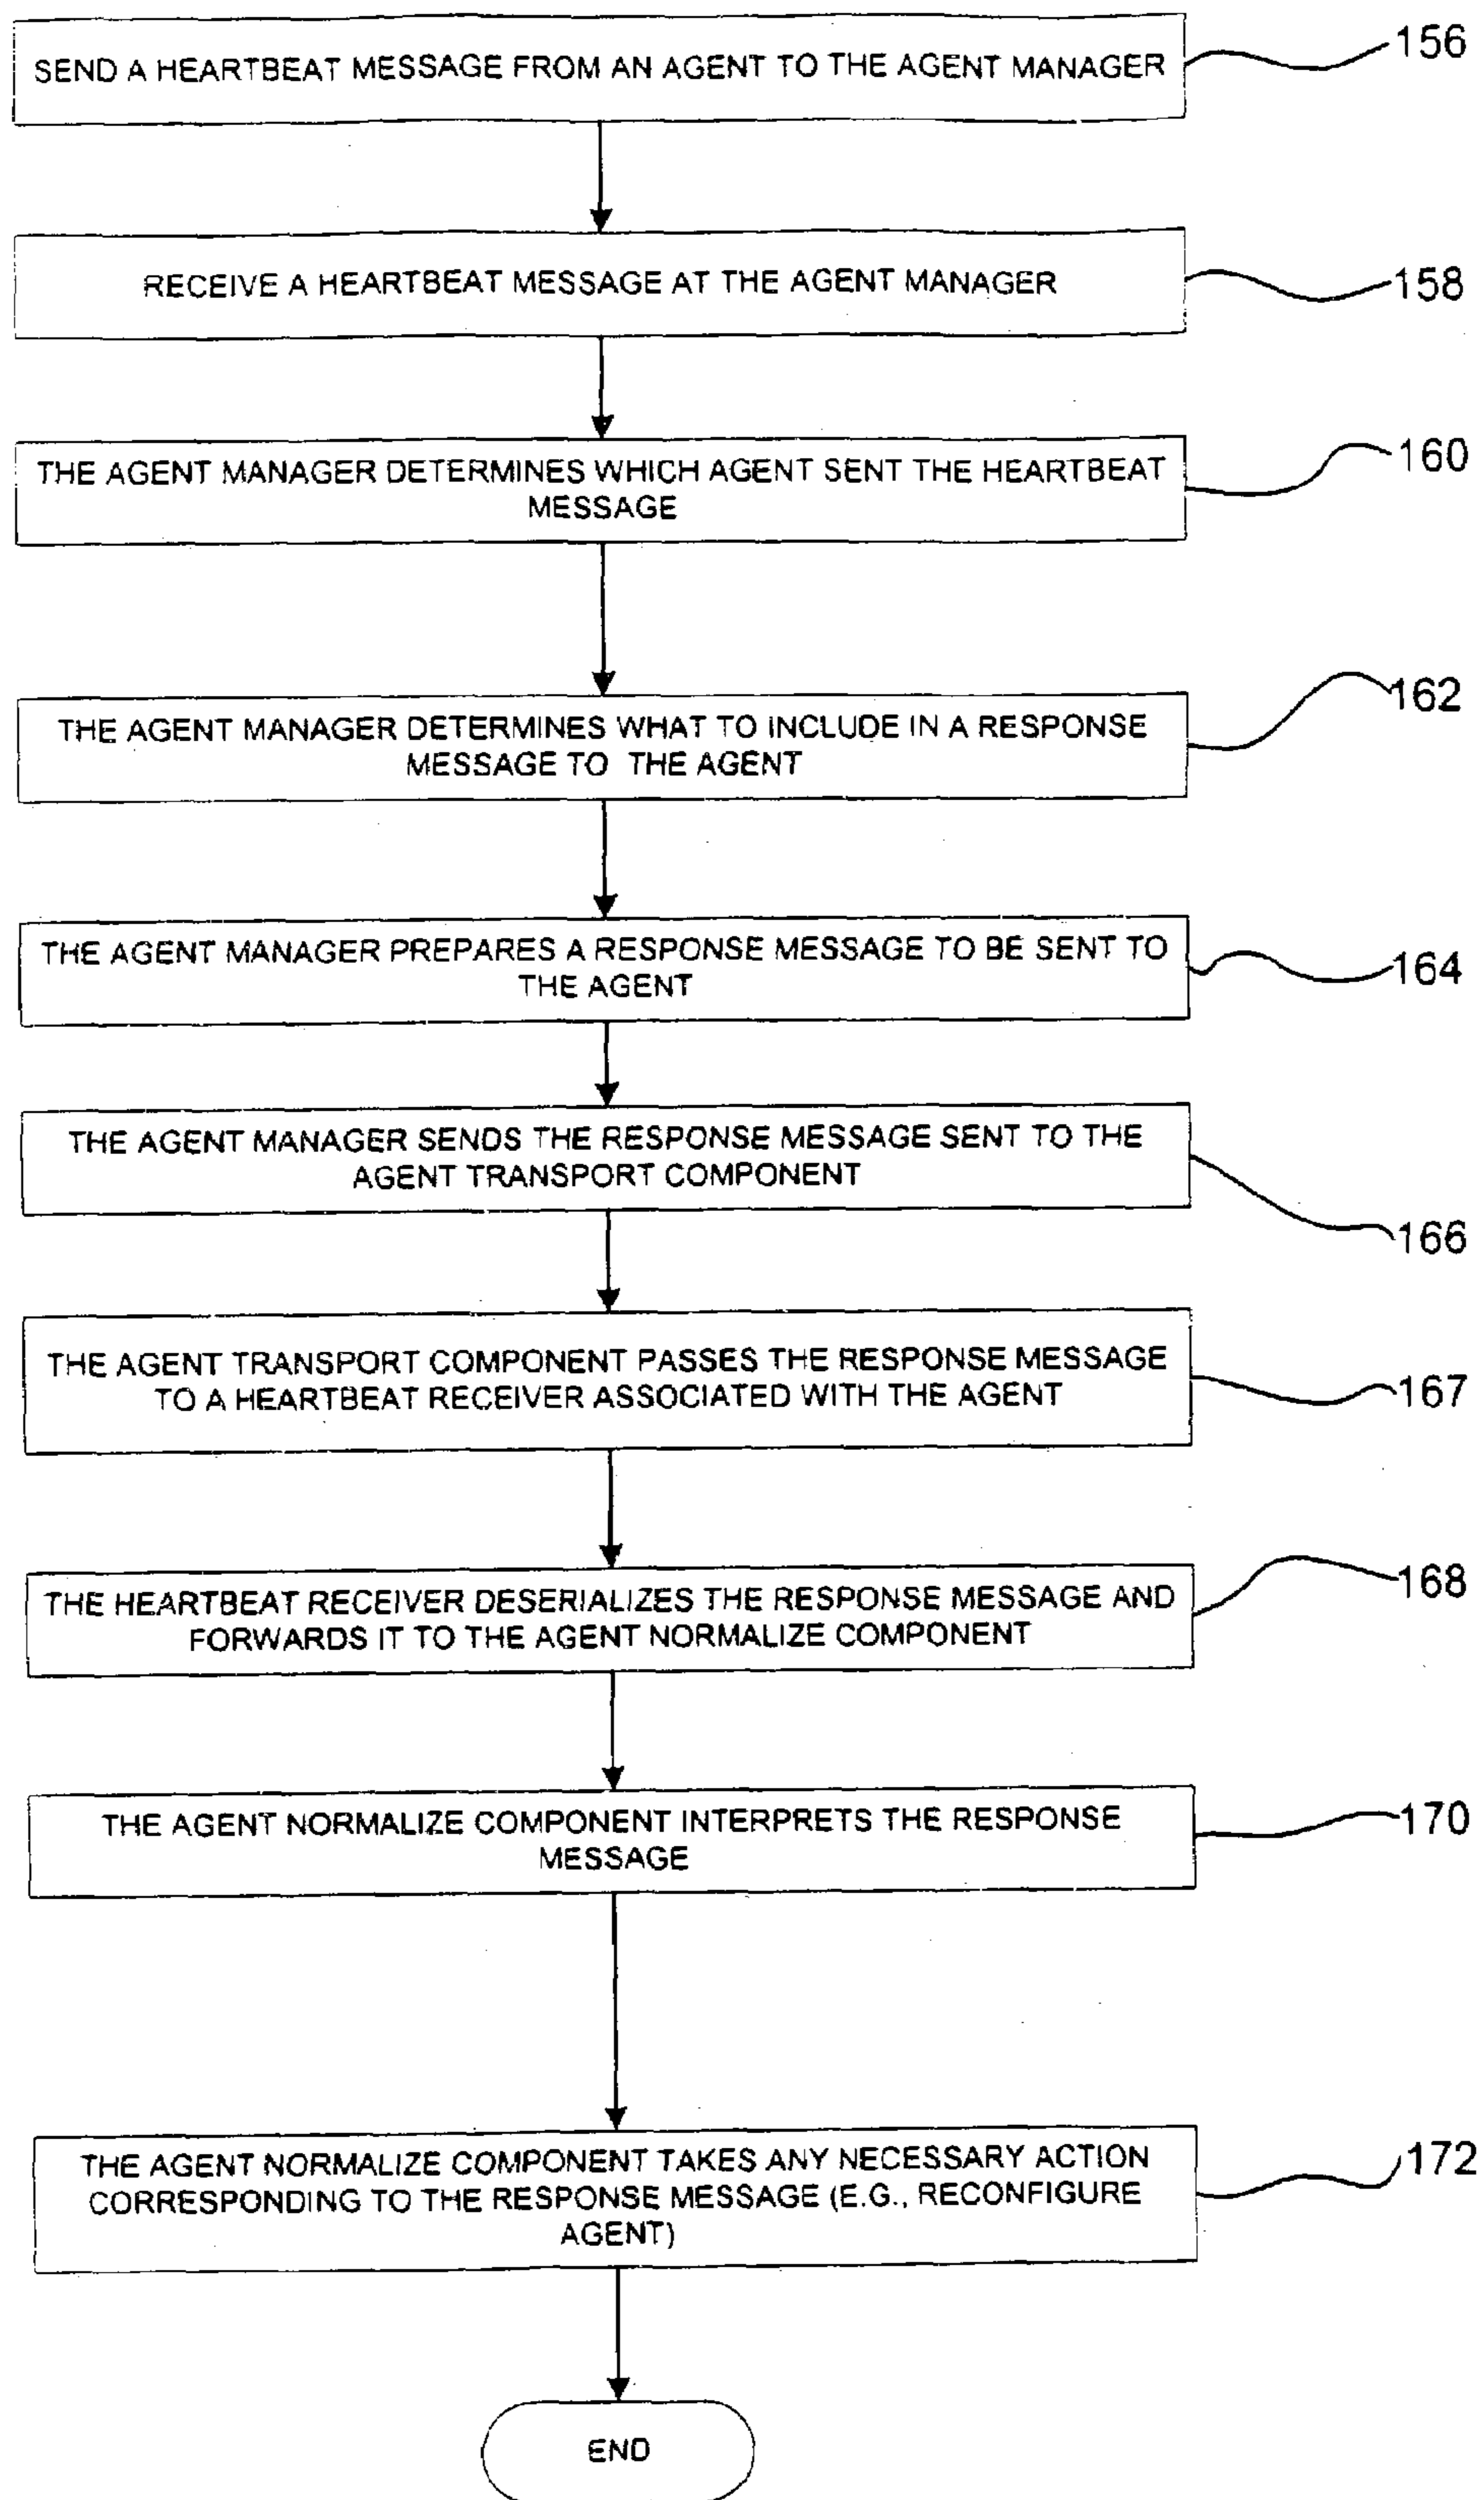 SEND A HEARTBEAT MESSAGE FROM AN AGENT TO THE AGENT MANAGER
156
RECEIVE A HEARTBEAT MESSAGE AT THE AGENT MANAGER
158
THE AGENT MANAGER DETERMINES WHICH AGENT SENT THE HEARTBEAT
MESSAGE
160
THE AGENT MANAGER DETERMINES WHAT TO INCLUDE IN A RESPONSE
MESSAGE TO THE AGENT
162
THE AGENT MANAGER PREPARES A RESPONSE MESSAGE TO BE SENT TO
THE AGENT
164
THE AGENT MANAGER SENDS THE RESPONSE MESSAGE SENT TO THE
AGENT TRANSPORT COMPONENT
166
THE AGENT TRANSPORT COMPONENT PASSES THE RESPONSE MESSAGE
TO A HEARTBEAT RECEIVER ASSOCIATED WITH THE AGENT
167
THE HEARTBEAT RECEIVER DESERIALIZES THE RESPONSE MESSAGE AND
FORWARDS IT TO THE AGENT NORMALIZE COMPONENT
168
THE AGENT NORMALIZE COMPONENT INTERPRETS THE RESPONSE
MESSAGE
170
THE AGENT NORMALIZE COMPONENT TAKES ANY NECESSARY ACTION
CORRESPONDING TO THE RESPONSE MESSAGE (E.G., RECONFIGURE
AGENT)
172
END